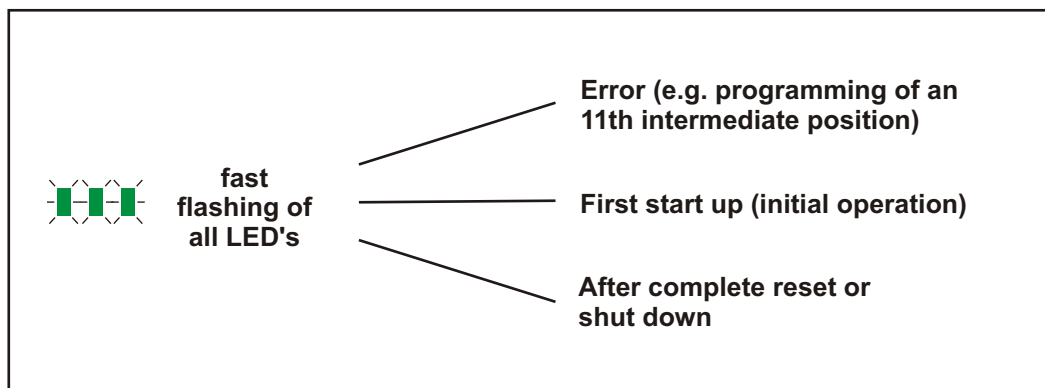 fast
flashing of
all LED's
Error (e.g. programming of an
11th intermediate position)
First start up (initial operation)
After complete reset or
shut down